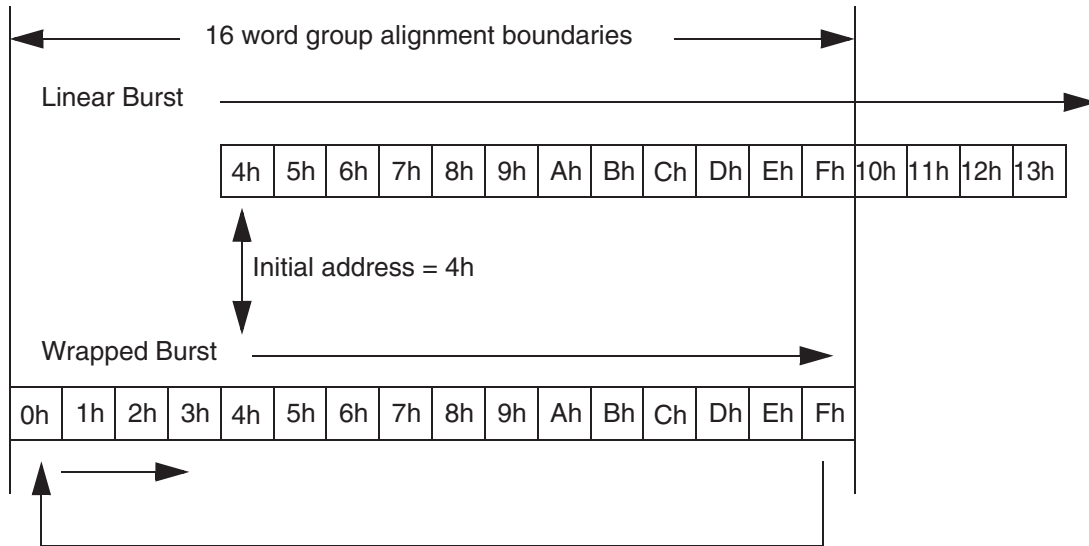 16 word group alignment boundaries
Linear Burst
4h 5h 6h 7h 8h 9h Ah Bh Ch Dh Eh Fh 10h 11h 12h 13h
Initial address = 4h
Wrapped Burst
0h 1h 2h 3h 4h 5h 6h 7h 8h 9h Ah Bh Ch Dh Eh Fh